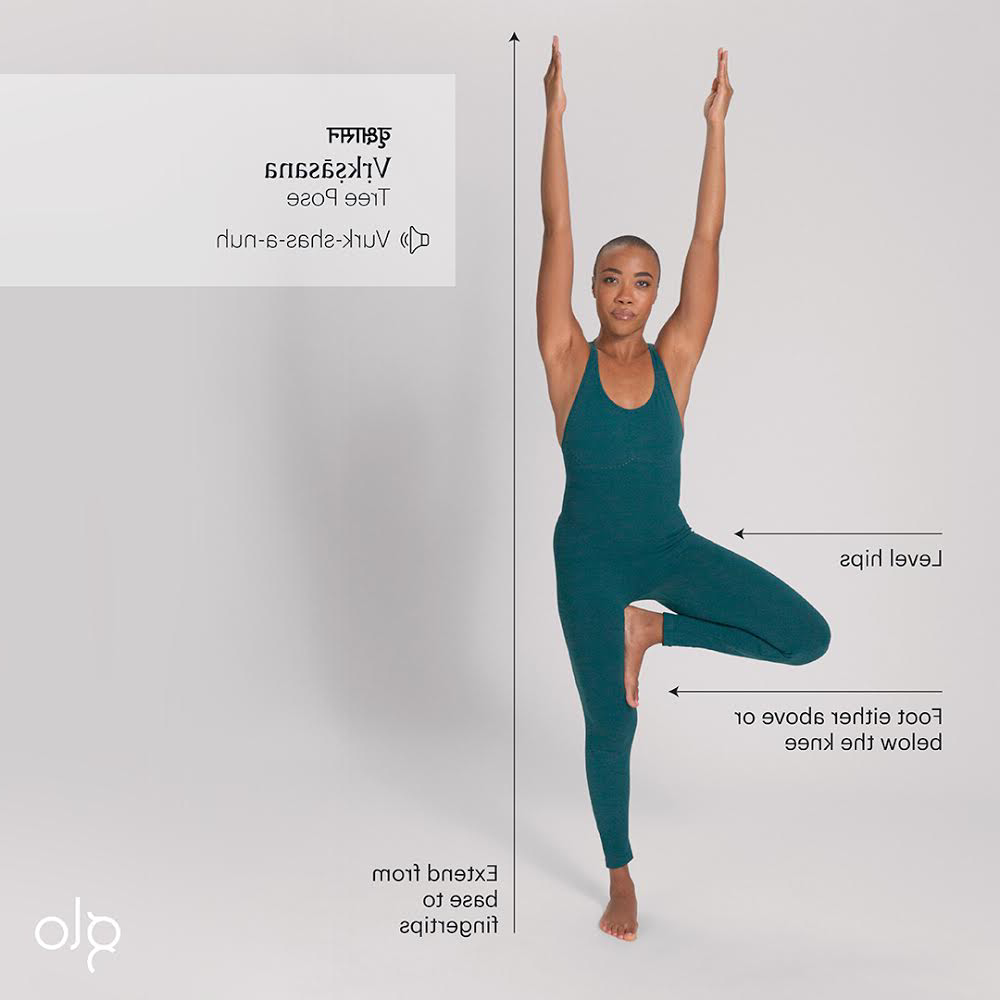 वृक्षासन
Vṛkṣāsana
Tree Pose
Vurk-shas-a-nuh
Level hips
Foot either above or
below the knee
Extend from
base to
fingertips
glo